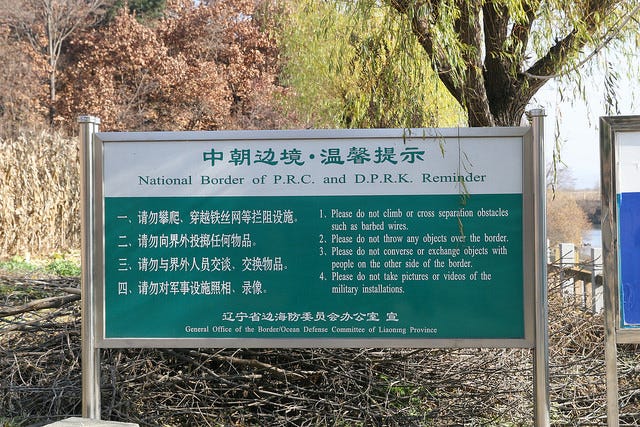 中朝边境·温馨提示
National Border of P.R.C. and D.P.R.K. Reminder
一、请勿攀爬、穿越铁丝网等拦阻设施。
二、请勿向界外投掷任何物品。
三、请勿与界外人员交谈、交换物品。
四、请勿对军事设施照相、录像。
1. Please do not climb or cross separation obstacles
such as barbed wires.
2. Please do not throw any objects over the border.
3. Please do not converse or exchange objects with
people on the other side of the border.
4. Please do not take pictures or videos of the
military installations.
辽宁省边海防委员会办公室 宣
General Office of the Border/Ocean Defense Committee of Liaoning Province